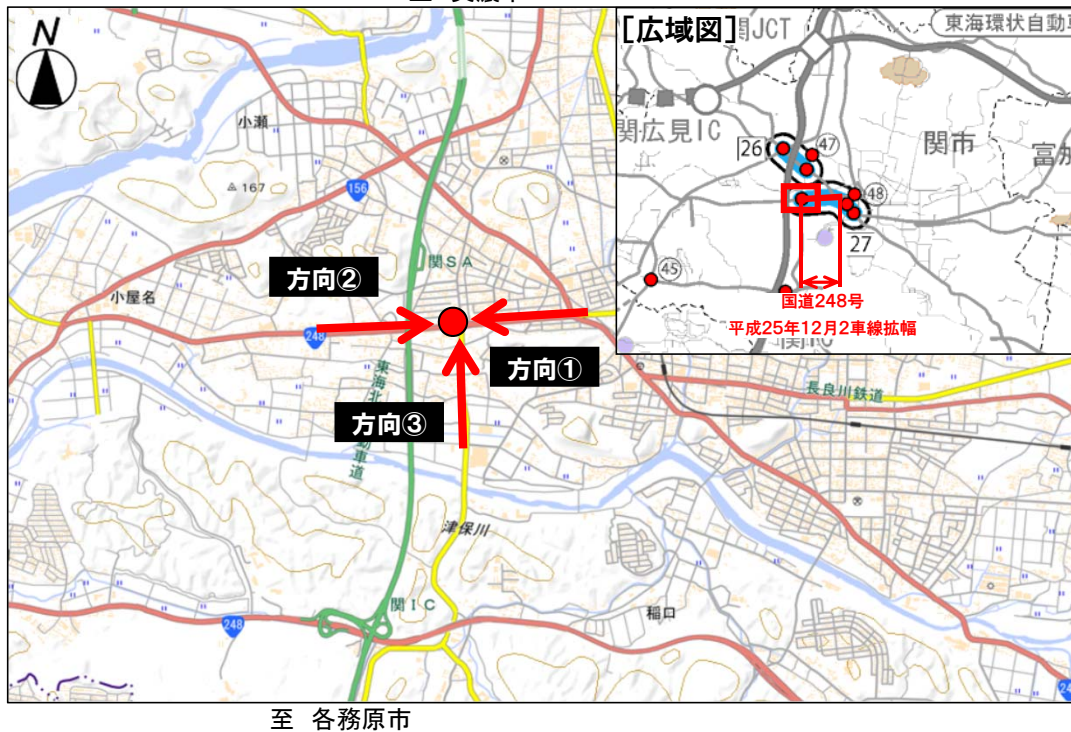 N
[広域図]
関JCT
東海環状自動車
関広見IC
26
47
関市
富加
48
27
45
国道248号
平成25年12月2車線拡幅
小瀬
156
167
関SA
方向②
小屋名
248
方向①
方向③
東海北
動車道
長良川鉄道
津保川
関IC
248
稲口
至 各務原市